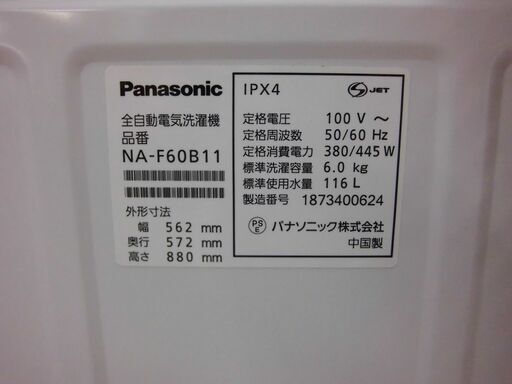 Panasonic
全自動電気洗濯機
品番
NA-F60B11
外形寸法
幅 562 mm
奥行 572 mm
高さ 880 mm
IPX4
S JET
定格電圧 100 V ～
定格周波数 50/60 Hz
定格消費電力 380/445 W
標準洗濯容量 6.0 kg
標準使用水量 116 L
製造番号 1873400624
PSE パナソニック株式会社
中国製